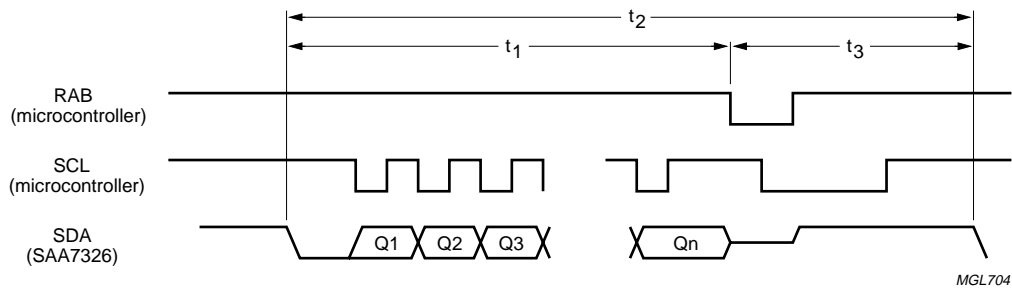 t2
t1
t3
RAB
(microcontroller)
SCL
(microcontroller)
SDA
(SAA7326)
Q1 Q2 Q3 Qn
MGL704